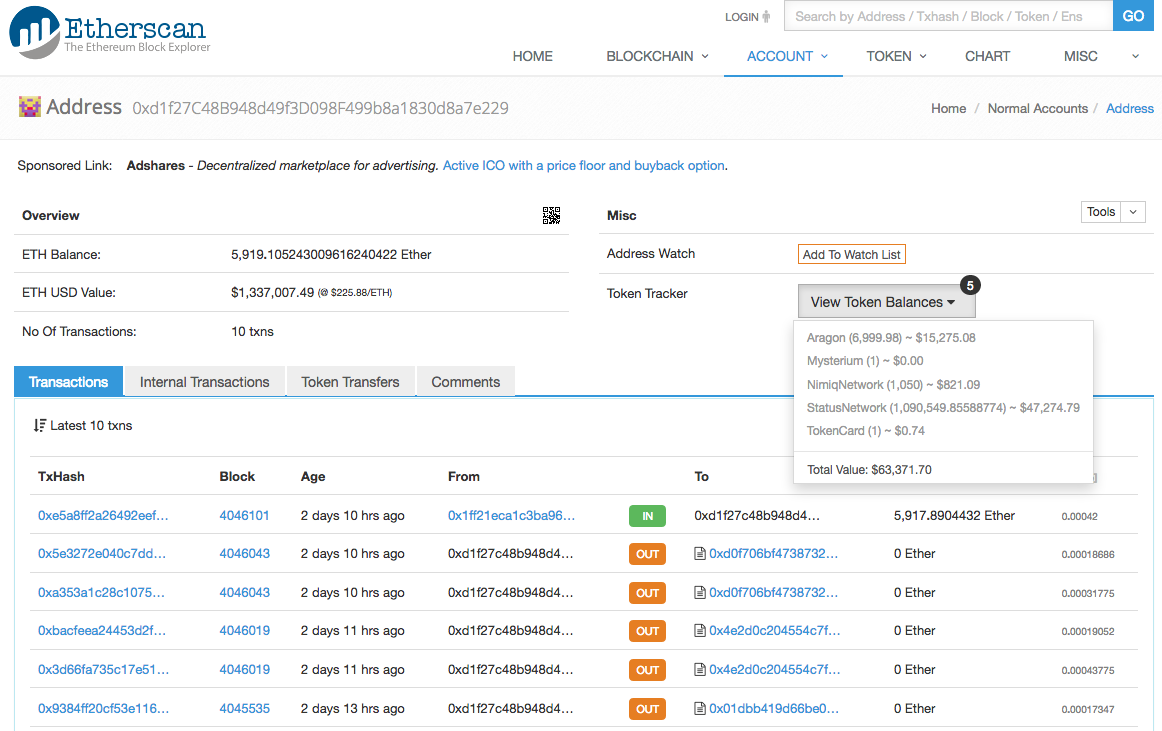 LOGIN Search by Address / Txhash / Block / Token / Ens GO
Etherscan
The Ethereum Block Explorer
HOME BLOCKCHAIN ACCOUNT TOKEN CHART MISC
Address 0xd1f27C48B948d49f3D098F499b8a1830d8a7e229
Home / Normal Accounts / Address
Sponsored Link: Adshares - Decentralized marketplace for advertising. Active ICO with a price floor and buyback option.
Overview
ETH Balance: 5,919.105243009616240422 Ether
ETH USD Value: $1,337,007.49 (@ $225.88/ETH)
No Of Transactions: 10 txns
Misc Tools
Address Watch Add To Watch List
Token Tracker View Token Balances 5
Aragon (6,999.98) ~ $15,275.08
Mysterium (1) ~ $0.00
NimiqNetwork (1,050) ~ $821.09
StatusNetwork (1,090,549.85588774) ~ $47,274.79
TokenCard (1) ~ $0.74
Total Value: $63,371.70
Transactions Internal Transactions Token Transfers Comments
Latest 10 txns
TxHash Block Age From To
0xe5a8ff2a26492eef... 4046101 2 days 10 hrs ago 0x1ff21eca1c3ba96... IN 0xd1f27c48b948d4... 5,917.8904432 Ether 0.00042
0x5e3272e040c7dd... 4046043 2 days 10 hrs ago 0xd1f27c48b948d4... OUT 0xd0f706bf4738732... 0 Ether 0.00018686
0xa353a1c28c1075... 4046043 2 days 10 hrs ago 0xd1f27c48b948d4... OUT 0xd0f706bf4738732... 0 Ether 0.00031775
0xbacfeea24453d2f... 4046019 2 days 11 hrs ago 0xd1f27c48b948d4... OUT 0x4e2d0c204554c7f... 0 Ether 0.00019052
0x3d66fa735c17e51... 4046019 2 days 11 hrs ago 0xd1f27c48b948d4... OUT 0x4e2d0c204554c7f... 0 Ether 0.00043775
0x9384ff20cf53e116... 4045535 2 days 13 hrs ago 0xd1f27c48b948d4... OUT 0x01dbb419d66be0... 0 Ether 0.00017347